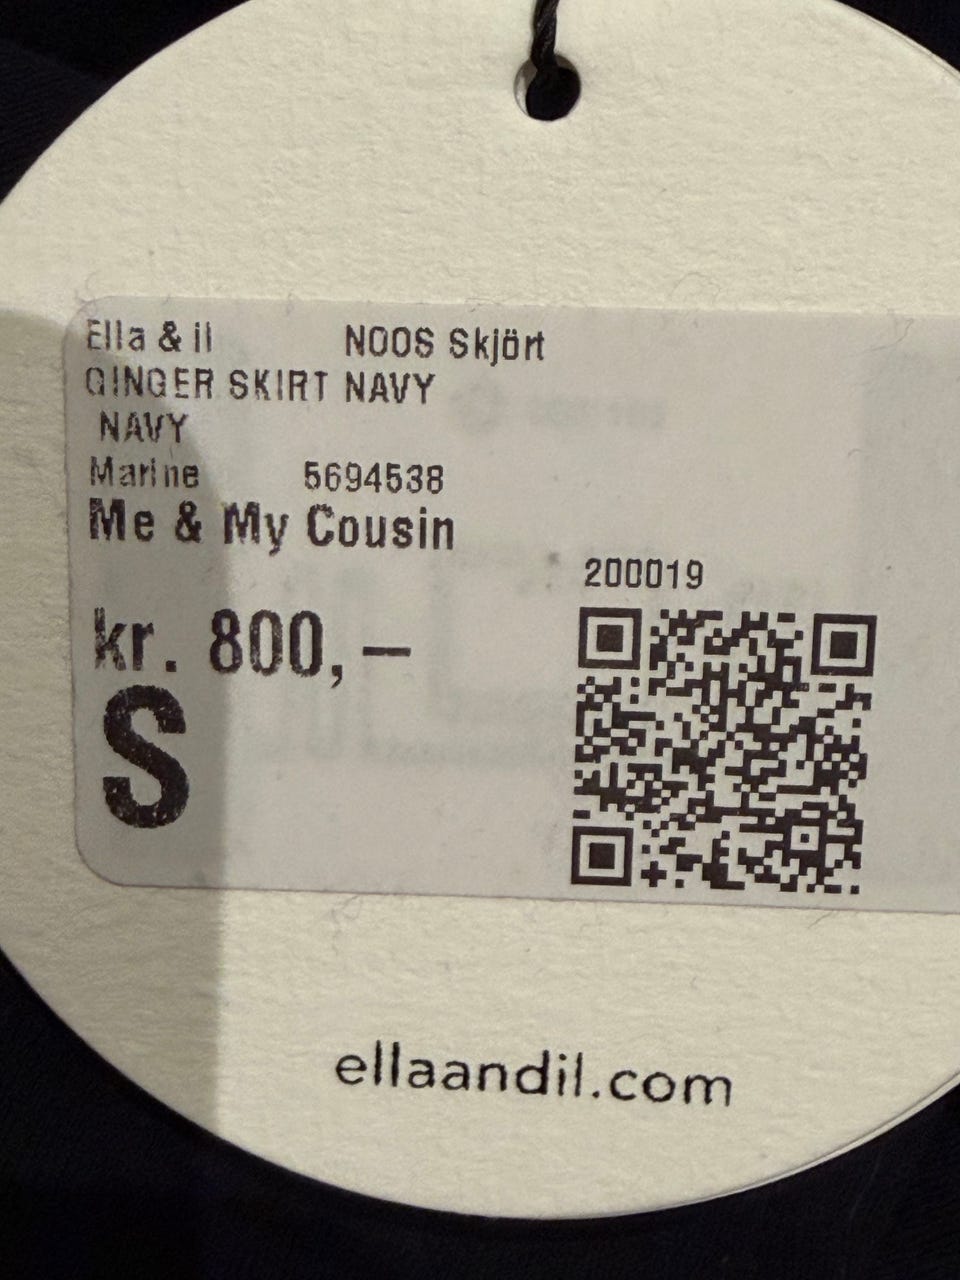 Ella & il NOOS Skjört
GINGER SKIRT NAVY
NAVY
Marine 5694538
Me & My Cousin
200019
kr. 800,–
S
ellaandil.com